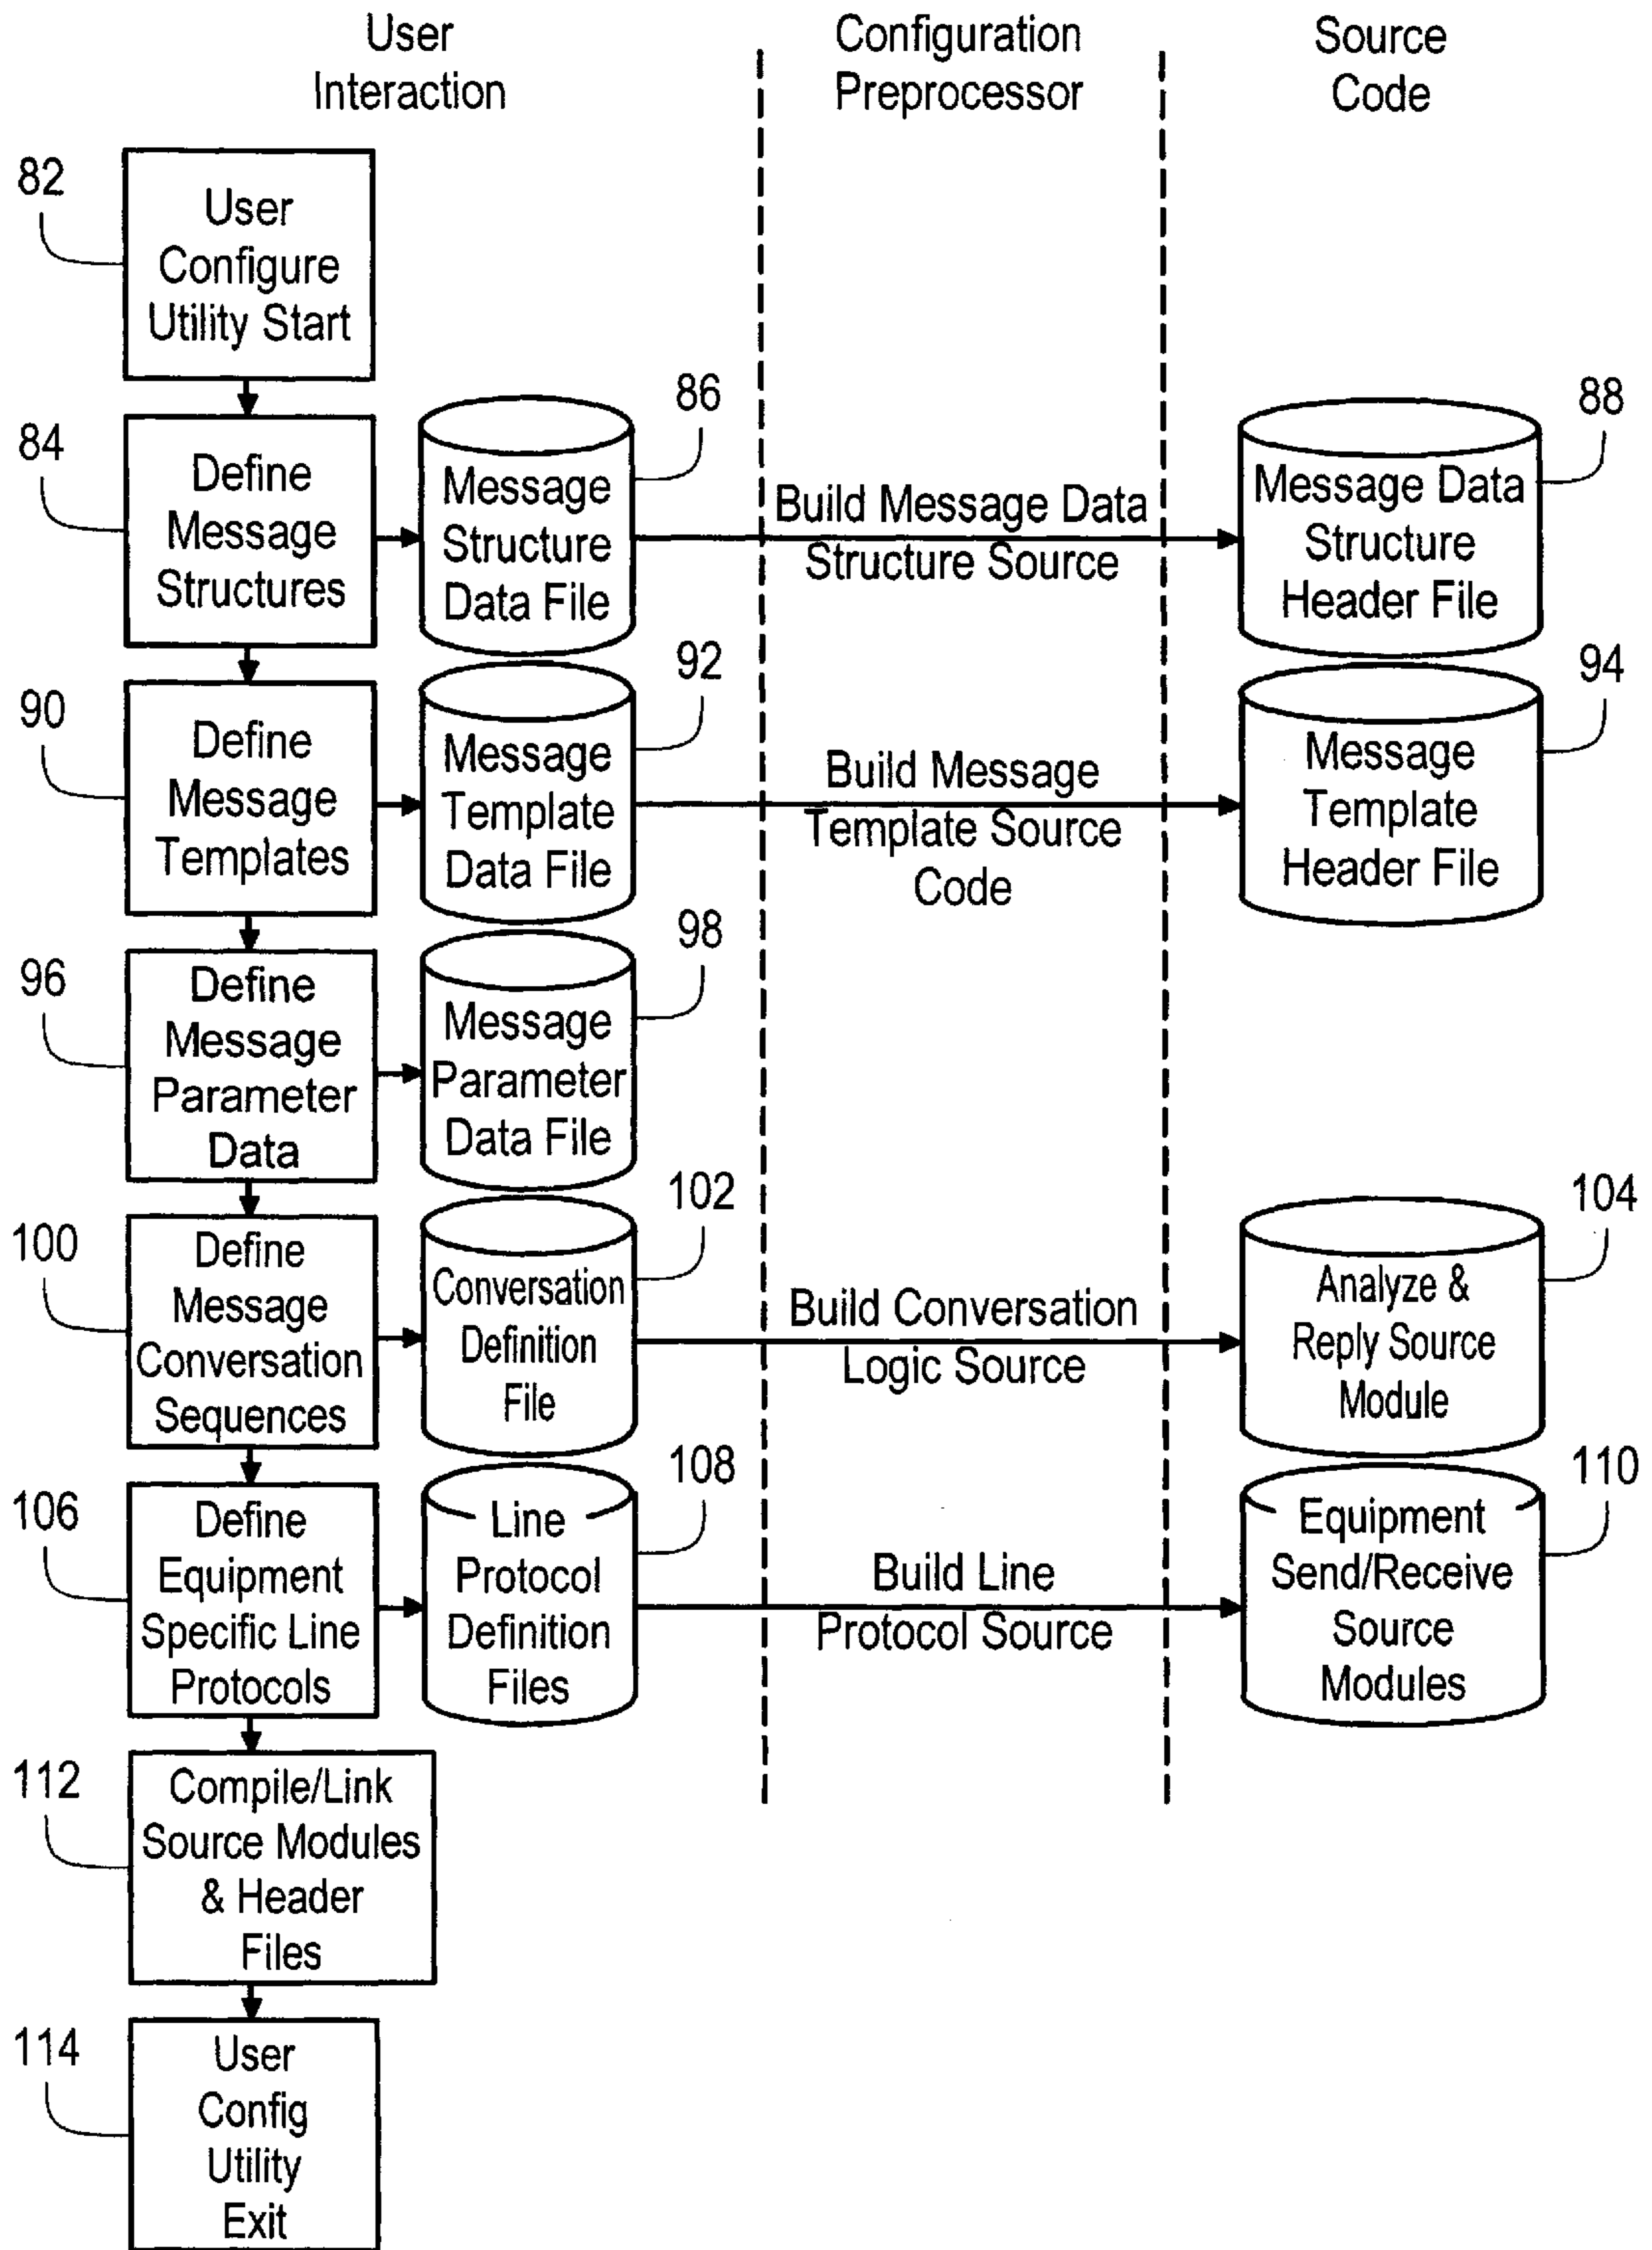 User
Interaction
Configuration
Preprocessor
Source
Code
82
User
Configure
Utility Start
84
Define
Message
Structures
86
Message
Structure
Data File
Build Message Data
Structure Source
88
Message Data
Structure
Header File
90
Define
Message
Templates
92
Message
Template
Data File
Build Message
Template Source
Code
94
Message
Template
Header File
96
Define
Message
Parameter
Data
98
Message
Parameter
Data File
100
Define
Message
Conversation
Sequences
102
Conversation
Definition
File
Build Conversation
Logic Source
104
Analyze &
Reply Source
Module
106
Define
Equipment
Specific Line
Protocols
108
Line
Protocol
Definition
Files
Build Line
Protocol Source
110
Equipment
Send/Receive
Source
Modules
112
Compile/Link
Source Modules
& Header
Files
114
User
Config
Utility
Exit